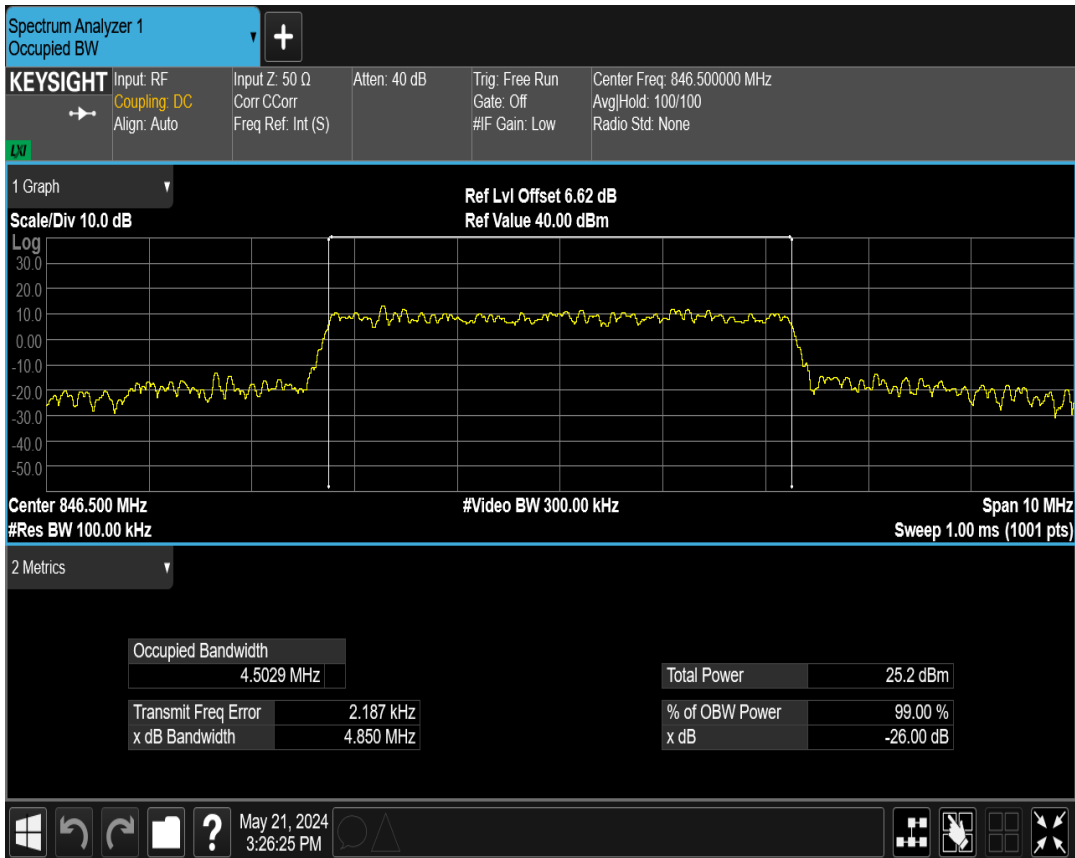 Spectrum Analyzer 1
Occupied BW
+
KEYSIGHT
LXI
Input: RF
Coupling: DC
Align: Auto
Input Z: 50 Ω
Corr CCorr
Freq Ref: Int (S)
Atten: 40 dB
Trig: Free Run
Gate: Off
#IF Gain: Low
Center Freq: 846.500000 MHz
Avg|Hold: 100/100
Radio Std: None
1 Graph
Scale/Div 10.0 dB
Ref Lvl Offset 6.62 dB
Ref Value 40.00 dBm
Log
30.0
20.0
10.0
0.00
-10.0
-20.0
-30.0
-40.0
-50.0
Center 846.500 MHz
#Video BW 300.00 kHz
Span 10 MHz
#Res BW 100.00 kHz
Sweep 1.00 ms (1001 pts)
2 Metrics
Occupied Bandwidth
4.5029 MHz
Total Power 25.2 dBm
Transmit Freq Error 2.187 kHz
% of OBW Power 99.00 %
x dB Bandwidth 4.850 MHz
x dB -26.00 dB
?
May 21, 2024
3:26:25 PM